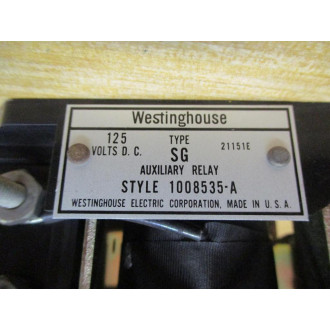 Westinghouse
125 TYPE 21151E
VOLTS D.C. SG
AUXILIARY RELAY
STYLE 1008535-A
WESTINGHOUSE ELECTRIC CORPORATION, MADE IN U.S.A.